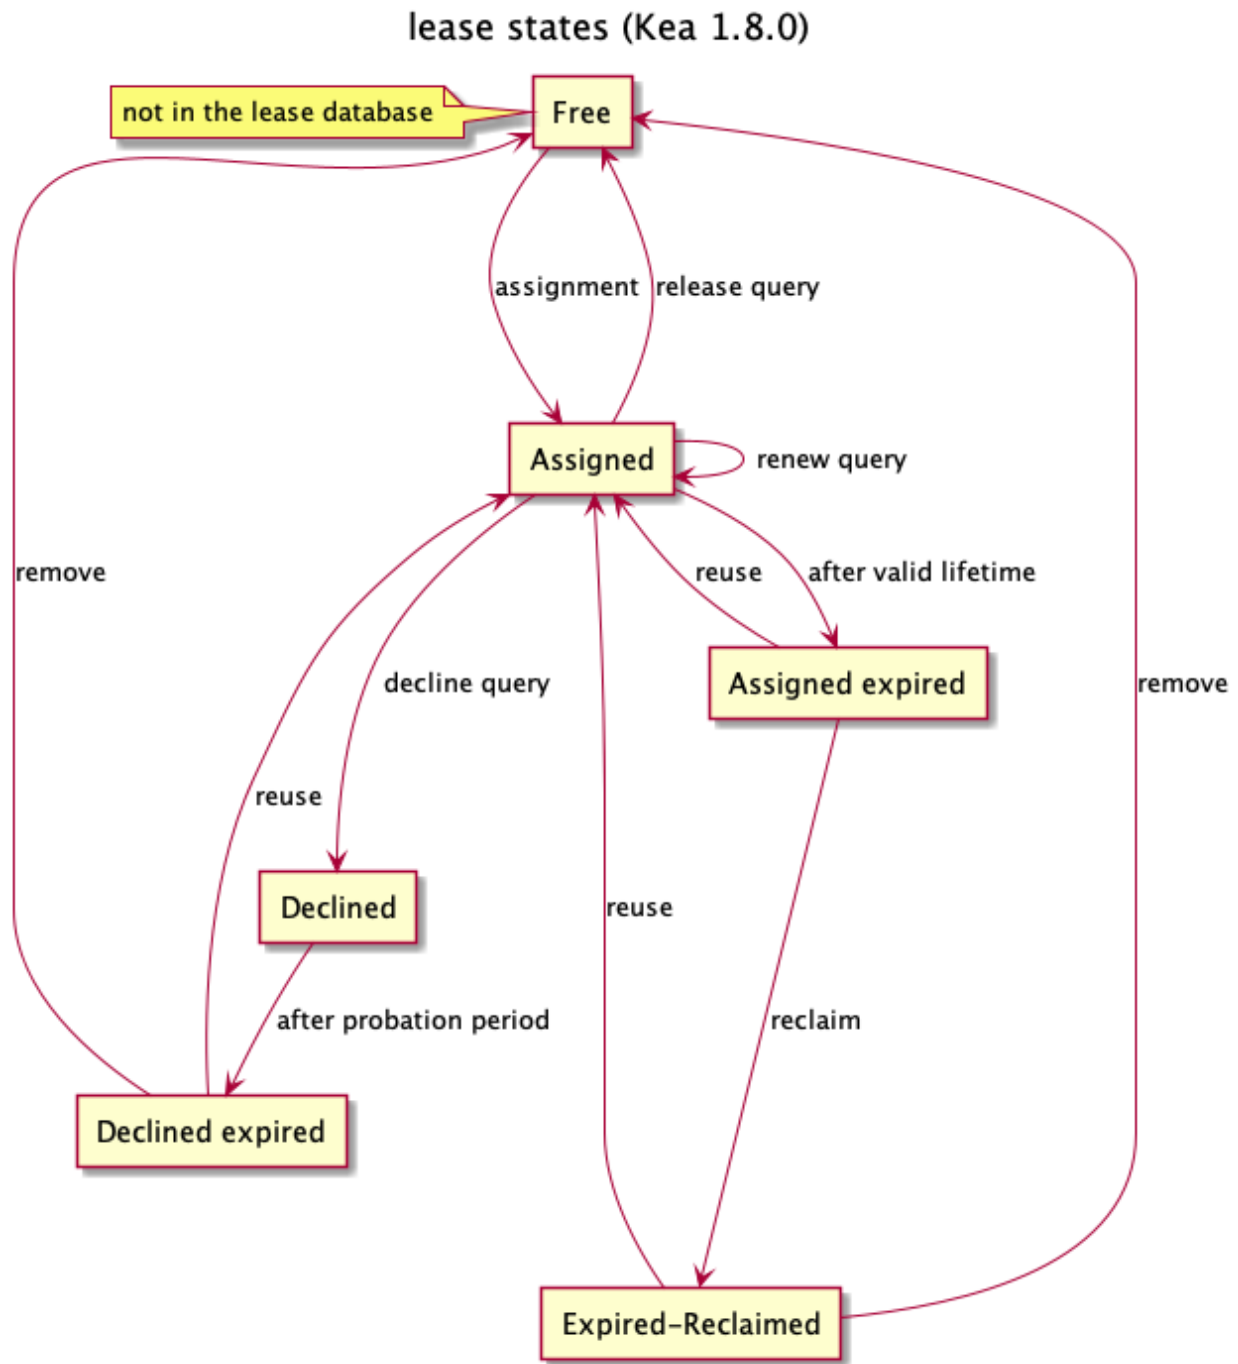 lease states (Kea 1.8.0)
not in the lease database
Free
assignment
release query
Assigned
renew query
remove
reuse
after valid lifetime
decline query
Assigned expired
remove
reuse
Declined
reuse
after probation period
reclaim
Declined expired
Expired-Reclaimed